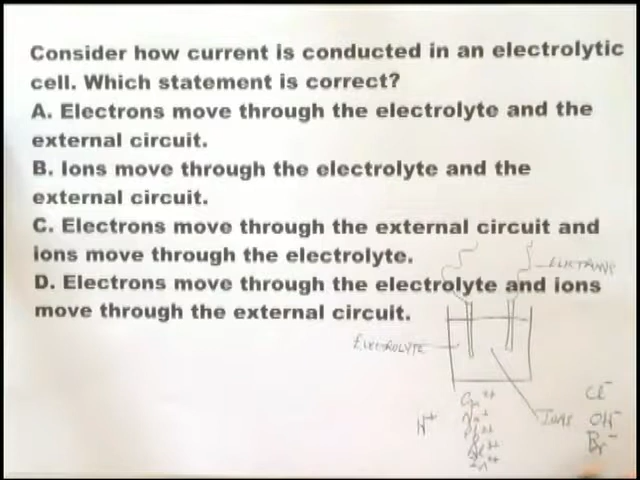 Consider how current is conducted in an electrolytic
cell. Which statement is correct?
A. Electrons move through the electrolyte and the
external circuit.
B. Ions move through the electrolyte and the
external circuit.
C. Electrons move through the external circuit and
ions move through the electrolyte.
D. Electrons move through the electrolyte and ions
move through the external circuit.
ELECTROLYTE
IONS
H⁺
Cl⁻
OH⁻
Br⁻